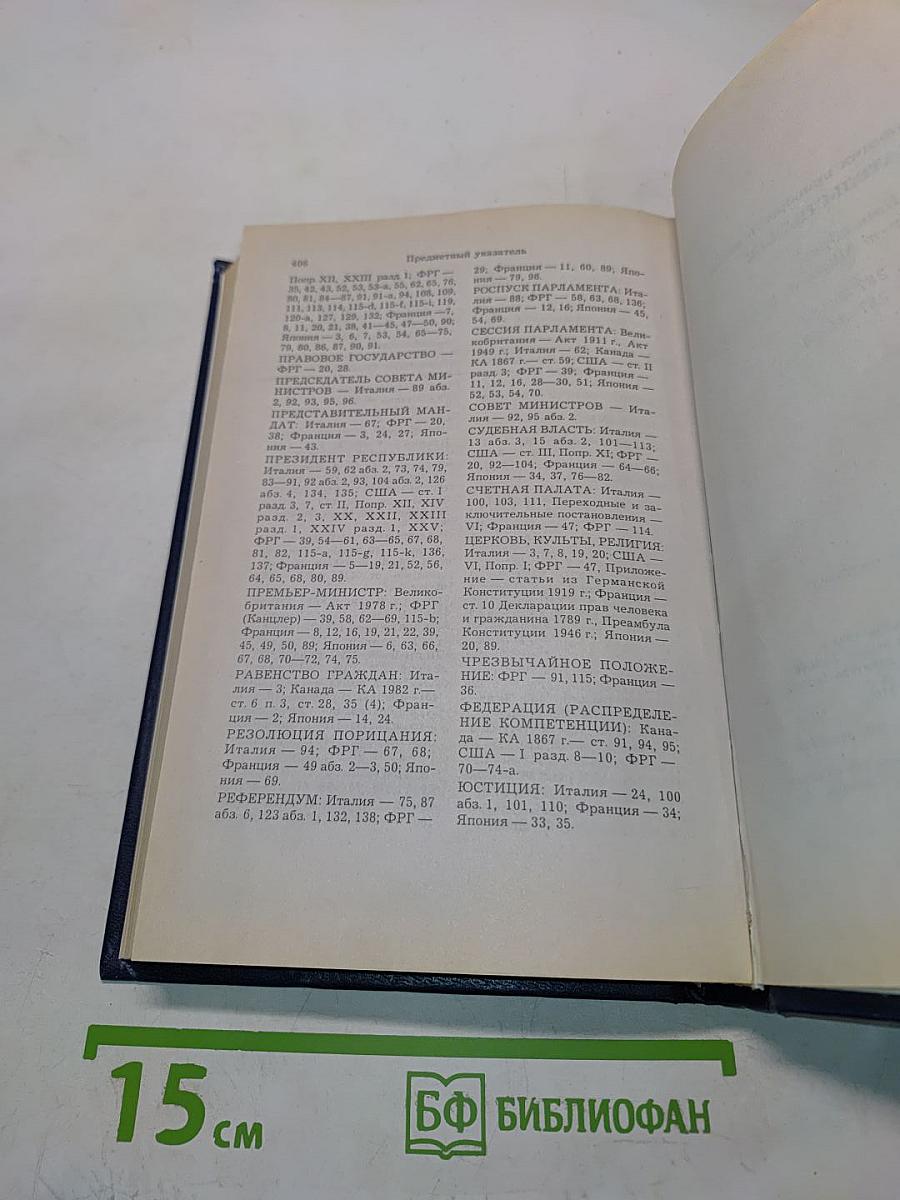 406
Предметный указатель
Попр. XII, XXIII разд. 1; ФРГ —
35, 42, 43, 52, 53, 53-а, 55, 62, 65, 76,
80, 81, 84—87, 91, 91-а, 94, 108, 109,
111, 113, 114, 115-d, 115-f, 115-i, 119,
120-а, 127, 129, 132; Франция —7,
8, 11, 20, 21, 38, 41—45, 47—50, 90;
Япония — 3, 6, 7, 53, 54, 65—75,
79, 80, 86, 87, 90, 91.
ПРАВОВОЕ ГОСУДАРСТВО —
ФРГ — 20, 28.
ПРЕДСЕДАТЕЛЬ СОВЕТА МИ-
НИСТРОВ — Италия — 89 абз.
2, 92, 93, 95, 96.
ПРЕДСТАВИТЕЛЬНЫЙ МАН-
ДАТ: Италия — 67; ФРГ — 20,
38; Франция — 3, 24, 27; Япо-
ния — 43.
ПРЕЗИДЕНТ РЕСПУБЛИКИ:
Италия — 59, 62 абз. 2, 73, 74, 79,
83—91, 92 абз. 2, 93, 104 абз. 2, 126
абз. 4, 134, 135; США — ст. I
разд. 3, 7, ст. II, Попр. XII, XIV
разд. 2, 3, XX, XXII, XXIII
разд. 1, XXIV разд. 1, XXV;
ФРГ — 39, 54—61, 63—65, 67, 68,
81, 82, 115-а, 115-g, 115-k, 136,
137; Франция — 5—19, 21, 52, 56,
64, 65, 68, 80, 89.
ПРЕМЬЕР-МИНИСТР: Велико-
британия — Акт 1978 г.; ФРГ
(Канцлер) — 39, 58, 62—69, 115-b;
Франция — 8, 12, 16, 19, 21, 22, 39,
45, 49, 50, 89; Япония — 6, 63, 66,
67, 68, 70—72, 74, 75.
РАВЕНСТВО ГРАЖДАН: Ита-
лия — 3; Канада — КА 1982 г.—
ст. 6 п. 3, ст. 28, 35 (4); Фран-
ция — 2; Япония — 14, 24.
РЕЗОЛЮЦИЯ ПОРИЦАНИЯ:
Италия — 94; ФРГ — 67, 68;
Франция — 49 абз. 2—3, 50; Япо-
ния — 69.
РЕФЕРЕНДУМ: Италия — 75, 87
абз. 6, 123 абз. 1, 132, 138; ФРГ —
29; Франция — 11, 60, 89; Япо-
ния — 79, 96.
РОСПУСК ПАРЛАМЕНТА: Ита-
лия — 88; ФРГ — 58, 63, 68, 136;
Франция — 12, 16; Япония — 45,
54, 69.
СЕССИЯ ПАРЛАМЕНТА: Вели-
кобритания — Акт 1911 г., Акт
1949 г.; Италия — 62; Канада —
КА 1867 г.— ст. 59; США — ст. II
разд. 3; ФРГ — 39; Франция —
11, 12, 16, 28—30, 51; Япония —
52, 53, 54, 70.
СОВЕТ МИНИСТРОВ — Ита-
лия — 92, 95 абз. 2.
СУДЕБНАЯ ВЛАСТЬ: Италия —
13 абз. 3, 15 абз. 2, 101—113;
США — ст. III, Попр. XI; ФРГ —
20, 92—104; Франция — 64—66;
Япония — 34, 37, 76—82.
СЧЕТНАЯ ПАЛАТА: Италия —
100, 103, 111, Переходные и за-
ключительные постановления —
VI; Франция — 47; ФРГ — 114.
ЦЕРКОВЬ, КУЛЬТЫ, РЕЛИГИЯ:
Италия — 3, 7, 8, 19, 20; США —
VI, Попр. I; ФРГ — 47, Приложе-
ние — статьи из Германской
Конституции 1919 г.; Франция —
ст. 10 Декларации прав человека
и гражданина 1789 г., Преамбула
Конституции 1946 г.; Япония —
20, 89.
ЧРЕЗВЫЧАЙНОЕ ПОЛОЖЕ-
НИЕ: ФРГ — 91, 115; Франция —
36.
ФЕДЕРАЦИЯ (РАСПРЕДЕЛЕ-
НИЕ КОМПЕТЕНЦИИ): Кана-
да — КА 1867 г.— ст. 91, 94, 95;
США — I разд. 8—10; ФРГ —
70—74-а.
ЮСТИЦИЯ: Италия — 24, 100
абз. 1, 101, 110; Франция — 34;
Япония — 33, 35.
15 см
БФ БИБЛИОФАН